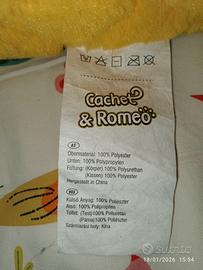 Cachet
& Romeo
AT
Obermaterial: 100% Polyester
Unten: 100% Polypropylen
Füllung: (Körper) 100% Polyurethan
(Kissen) 100% Polyester
Hergestellt in China
HU
Külső Anyag: 100% Poliészter
Alsó: 100% Polipropilén
Töltet: (Test) 100% Poliuretán
(Párna) 100% Poliészter
Származási hely: Kína
Subito
18/01/2026 15:54